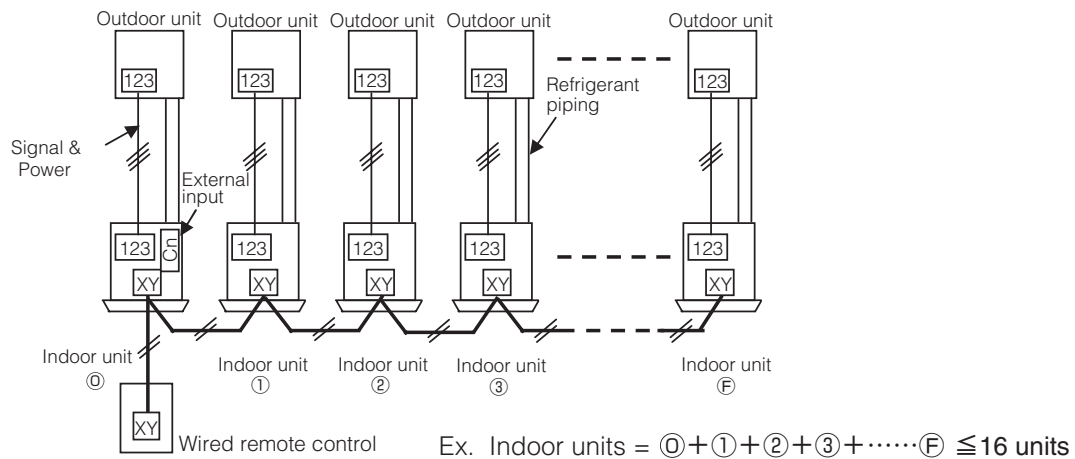 Outdoor unit Outdoor unit Outdoor unit Outdoor unit Outdoor unit
123 123 123 123 123
Refrigerant
piping
Signal &
Power
External
input
123 Cn 123 123 123 123
XY XY XY XY XY
Indoor unit
⓪
Indoor unit Indoor unit Indoor unit Indoor unit
① ② ③ Ⓕ
XY
Wired remote control
Ex. Indoor units = ⓪+①+②+③+······Ⓕ ≦16 units